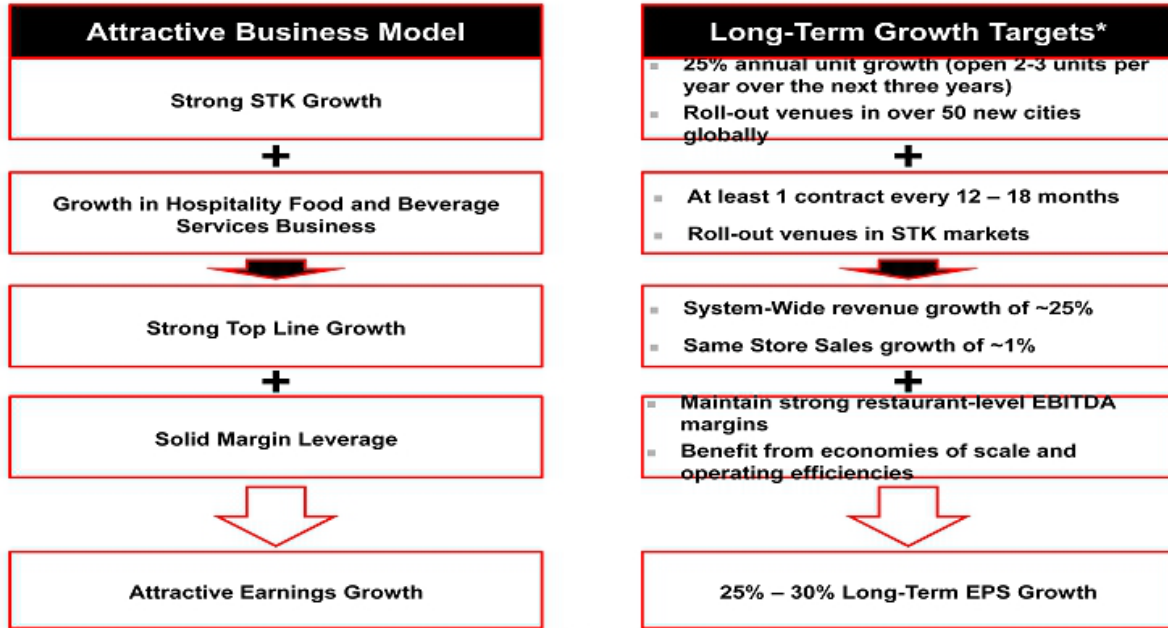 Attractive Business Model
Strong STK Growth
+
Growth in Hospitality Food and Beverage
Services Business
Strong Top Line Growth
+
Solid Margin Leverage
Attractive Earnings Growth
Long-Term Growth Targets*
25% annual unit growth (open 2-3 units per
year over the next three years)
Roll-out venues in over 50 new cities
globally
+
At least 1 contract every 12 – 18 months
Roll-out venues in STK markets
System-Wide revenue growth of ~25%
Same Store Sales growth of ~1%
+
Maintain strong restaurant-level EBITDA
margins
Benefit from economies of scale and
operating efficiencies
25% – 30% Long-Term EPS Growth